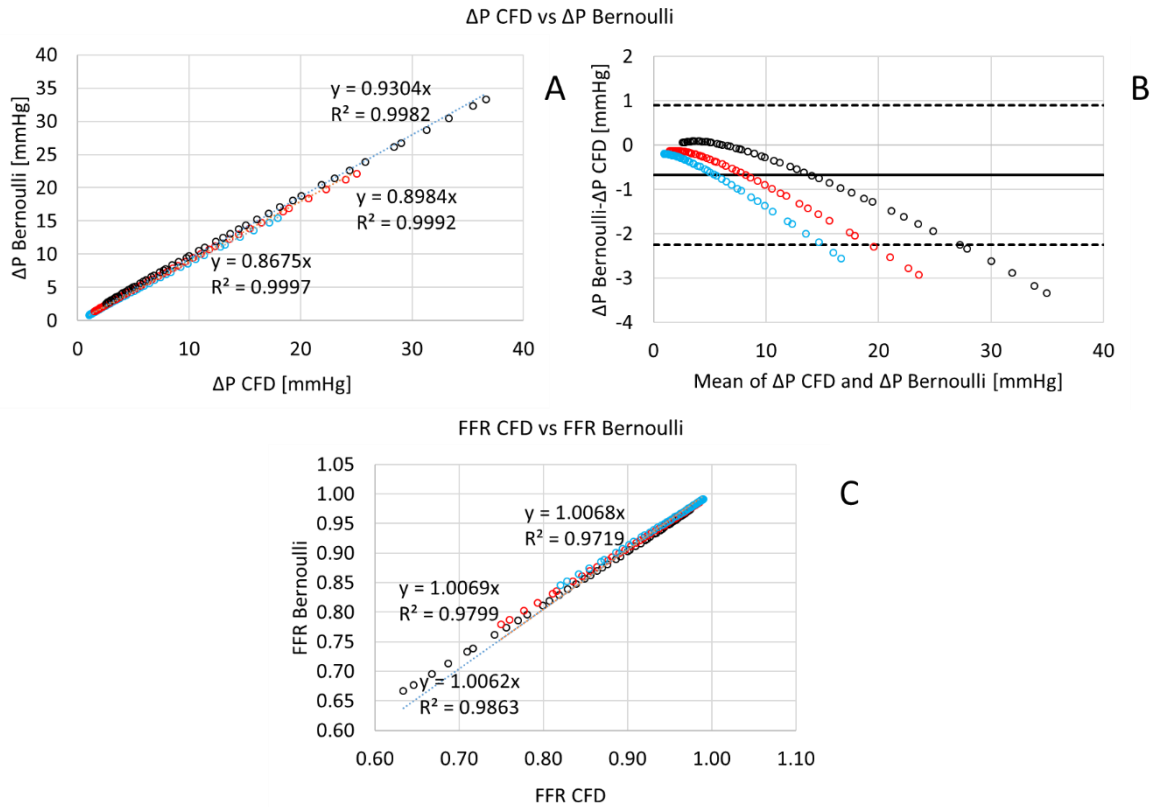 ΔP CFD vs ΔP Bernoulli
A
ΔP Bernoulli [mmHg]
40
35
30
25
20
15
10
5
0
y = 0.9304x
R² = 0.9982
y = 0.8984x
R² = 0.9992
y = 0.8675x
R² = 0.9997
0 10 20 30 40
ΔP CFD [mmHg]
B
ΔP Bernoulli-ΔP CFD [mmHg]
2
1
0
-1
-2
-3
-4
0 10 20 30 40
Mean of ΔP CFD and ΔP Bernoulli [mmHg]
FFR CFD vs FFR Bernoulli
C
FFR Bernoulli
1.05
1.00
0.95
0.90
0.85
0.80
0.75
0.70
0.65
0.60
y = 1.0068x
R² = 0.9719
y = 1.0069x
R² = 0.9799
y = 1.0062x
R² = 0.9863
0.60 0.70 0.80 0.90 1.00 1.10
FFR CFD